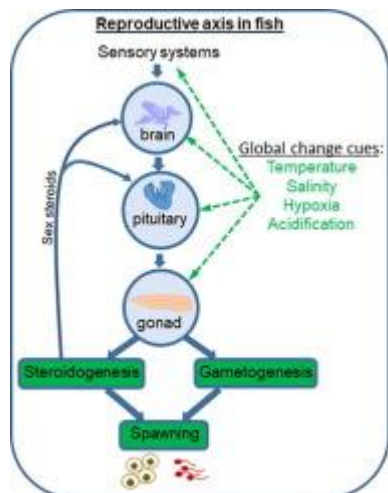 Reproductive axis in fish
Sensory systems
brain
Global change cues:
Temperature
Salinity
Hypoxia
Acidification
pituitary
Sex steroids
gonad
Steroidogenesis
Gametogenesis
Spawning